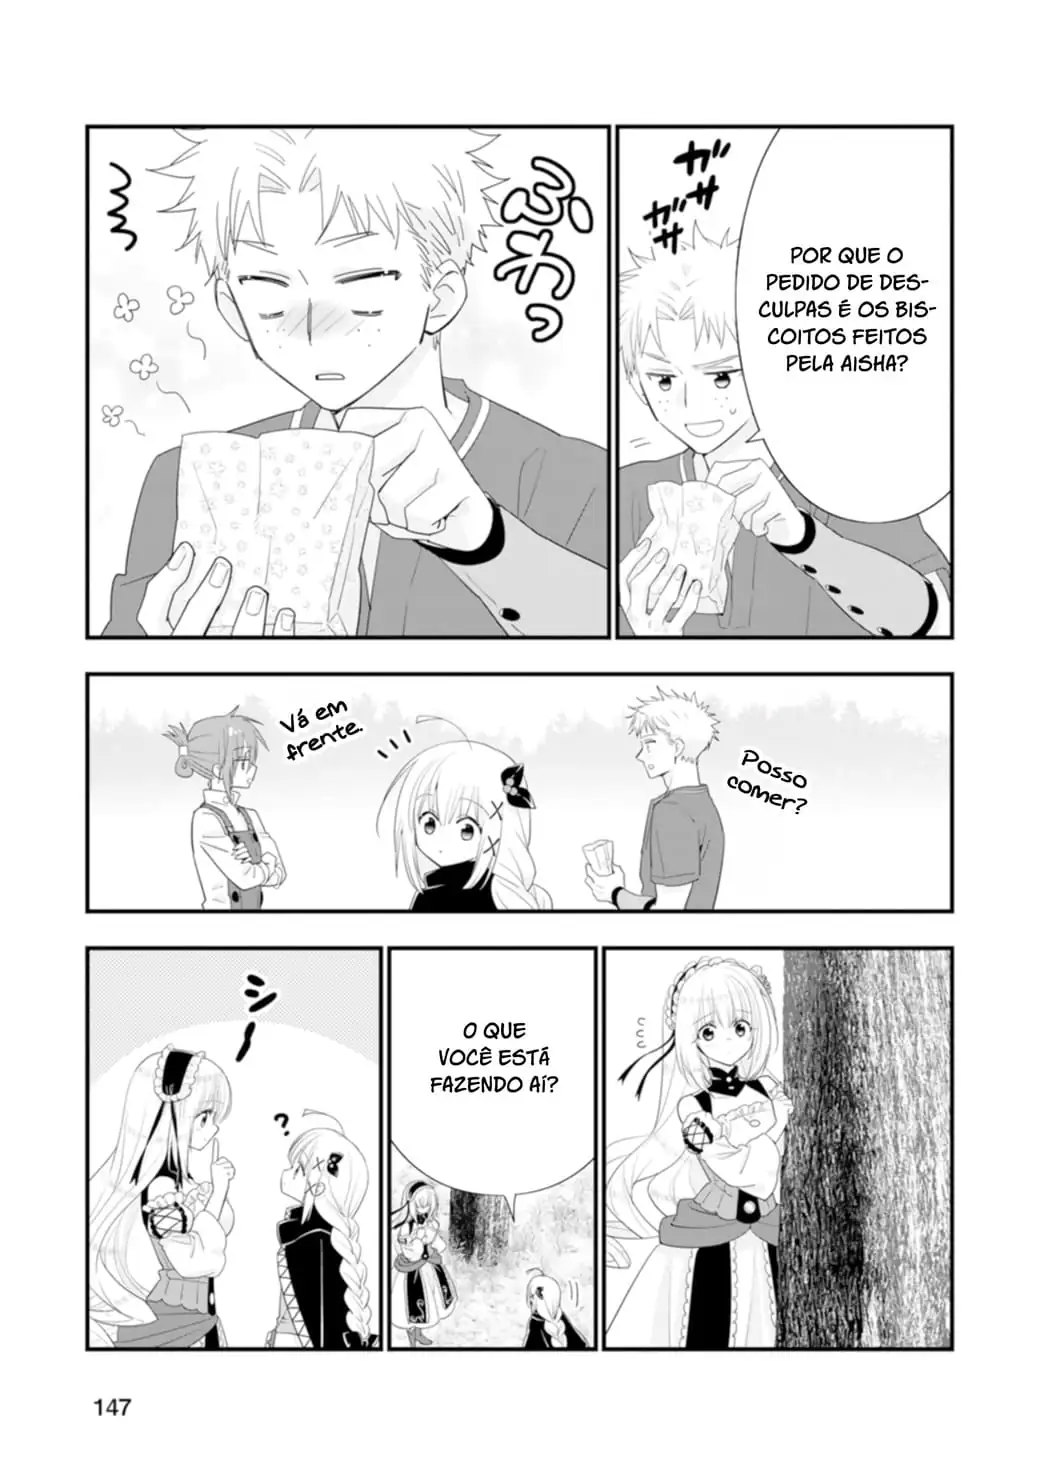 ガサ
ガサ
POR QUE O
PEDIDO DE DES-
CULPAS É OS BIS-
COITOS FEITOS
PELA AISHA?
ふわっ
Posso
comer?
Vá em
frente.
O QUE
VOCÊ ESTÁ
FAZENDO AÍ?
?
シー
147